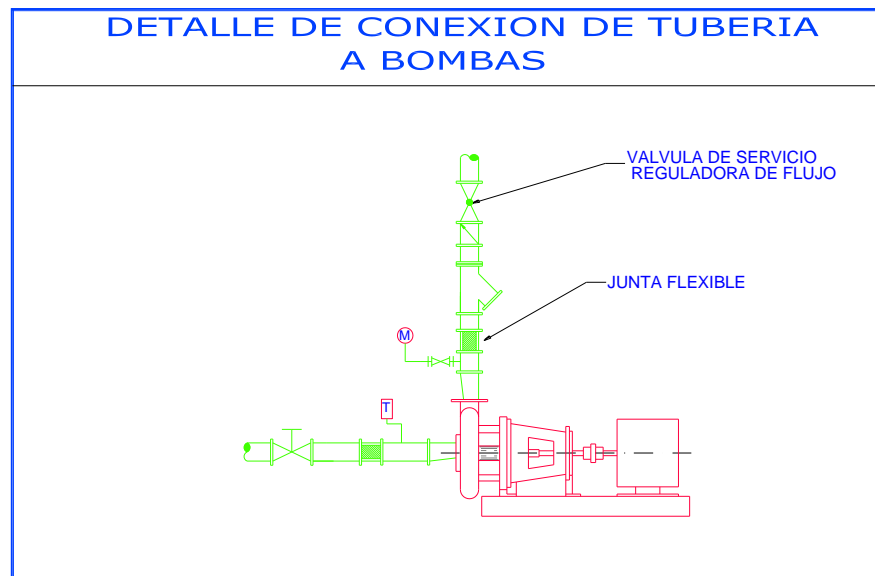 DETALLE DE CONEXION DE TUBERIA
A BOMBAS
VALVULA DE SERVICIO
REGULADORA DE FLUJO
JUNTA FLEXIBLE
M
T